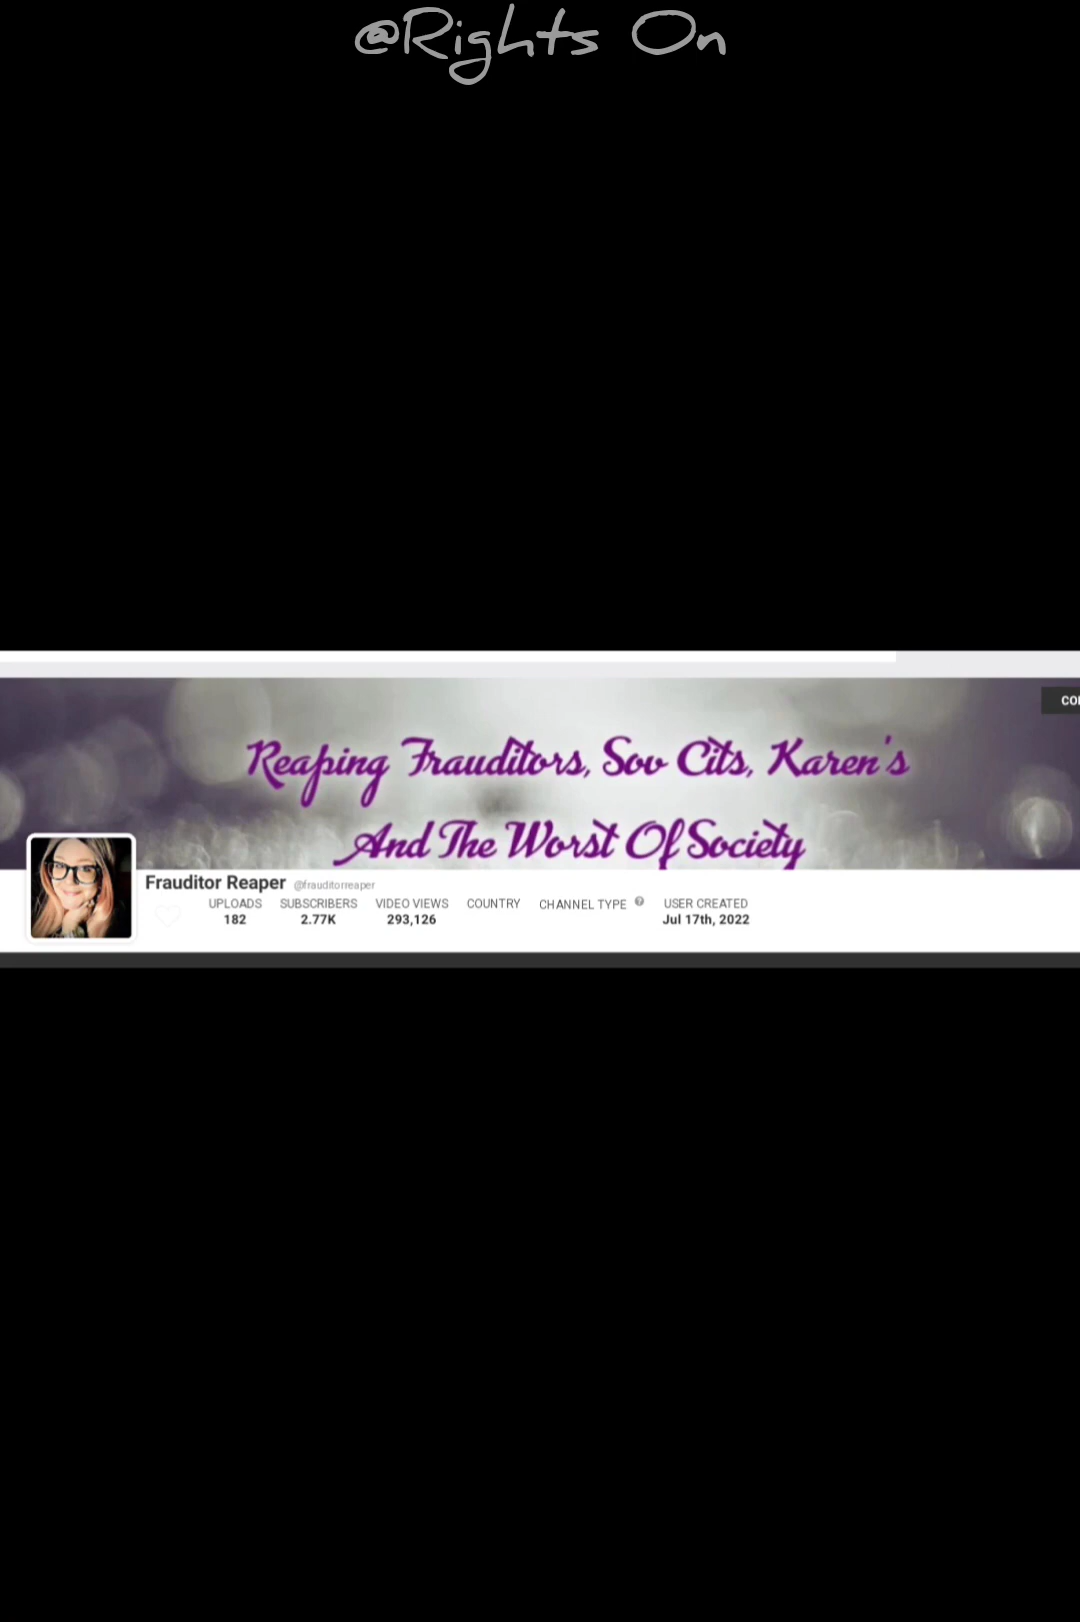 @Rights On
COM
Reaping Frauditors, Sov Cits, Karen's
And The Worst Of Society
Frauditor Reaper @frauditorreaper
UPLOADS SUBSCRIBERS VIDEO VIEWS COUNTRY CHANNEL TYPE ? USER CREATED
182 2.77K 293,126 Jul 17th, 2022